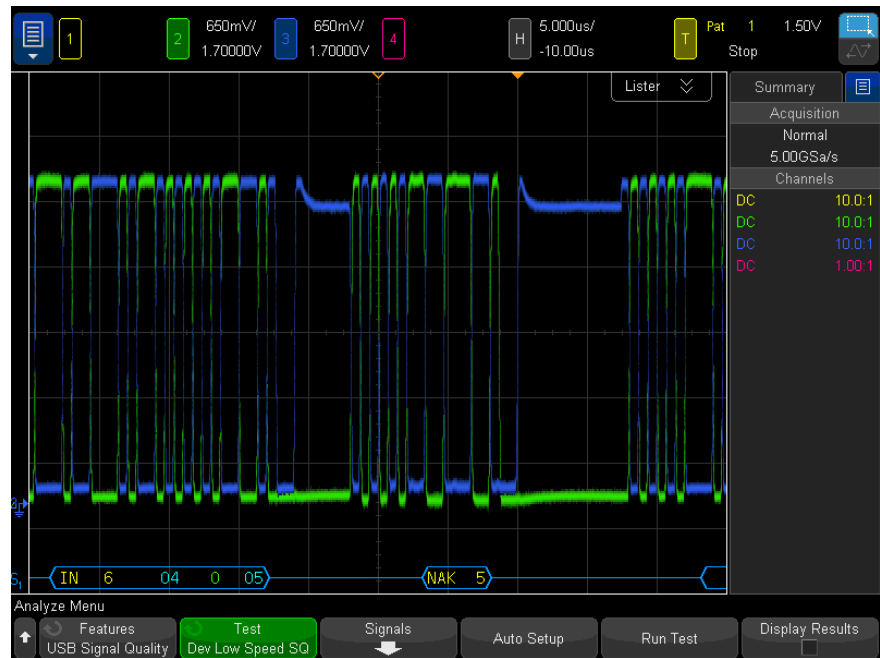 1
2
650mV/
1.70000V
3
650mV/
1.70000V
4
H
5.000us/
-10.00us
T
Pat 1 1.50V
Stop
Lister
Summary
Acquisition
Normal
5.00GSa/s
Channels
DC 10.0:1
DC 10.0:1
DC 10.0:1
DC 1.00:1
S1
IN 6 04 0 05
NAK 5
Analyze Menu
Features
USB Signal Quality
Test
Dev Low Speed SQ
Signals
Auto Setup
Run Test
Display Results